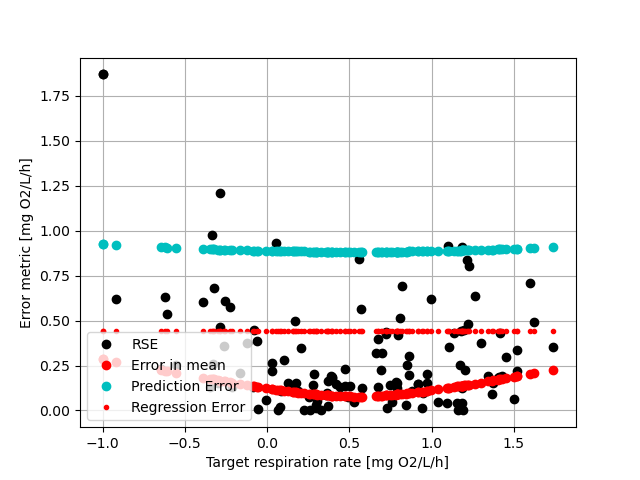 1.75
1.50
1.25
1.00
0.75
0.50
0.25
0.00
Error metric [mg O2/L/h]
RSE
Error in mean
Prediction Error
Regression Error
−1.0 −0.5 0.0 0.5 1.0 1.5
Target respiration rate [mg O2/L/h]